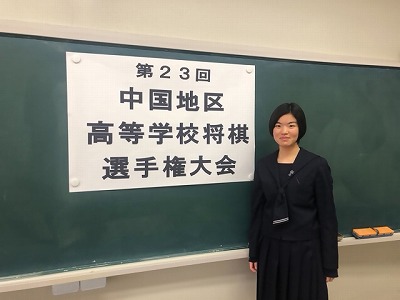 第２３回
中国地区
高等学校将棋
選手権大会